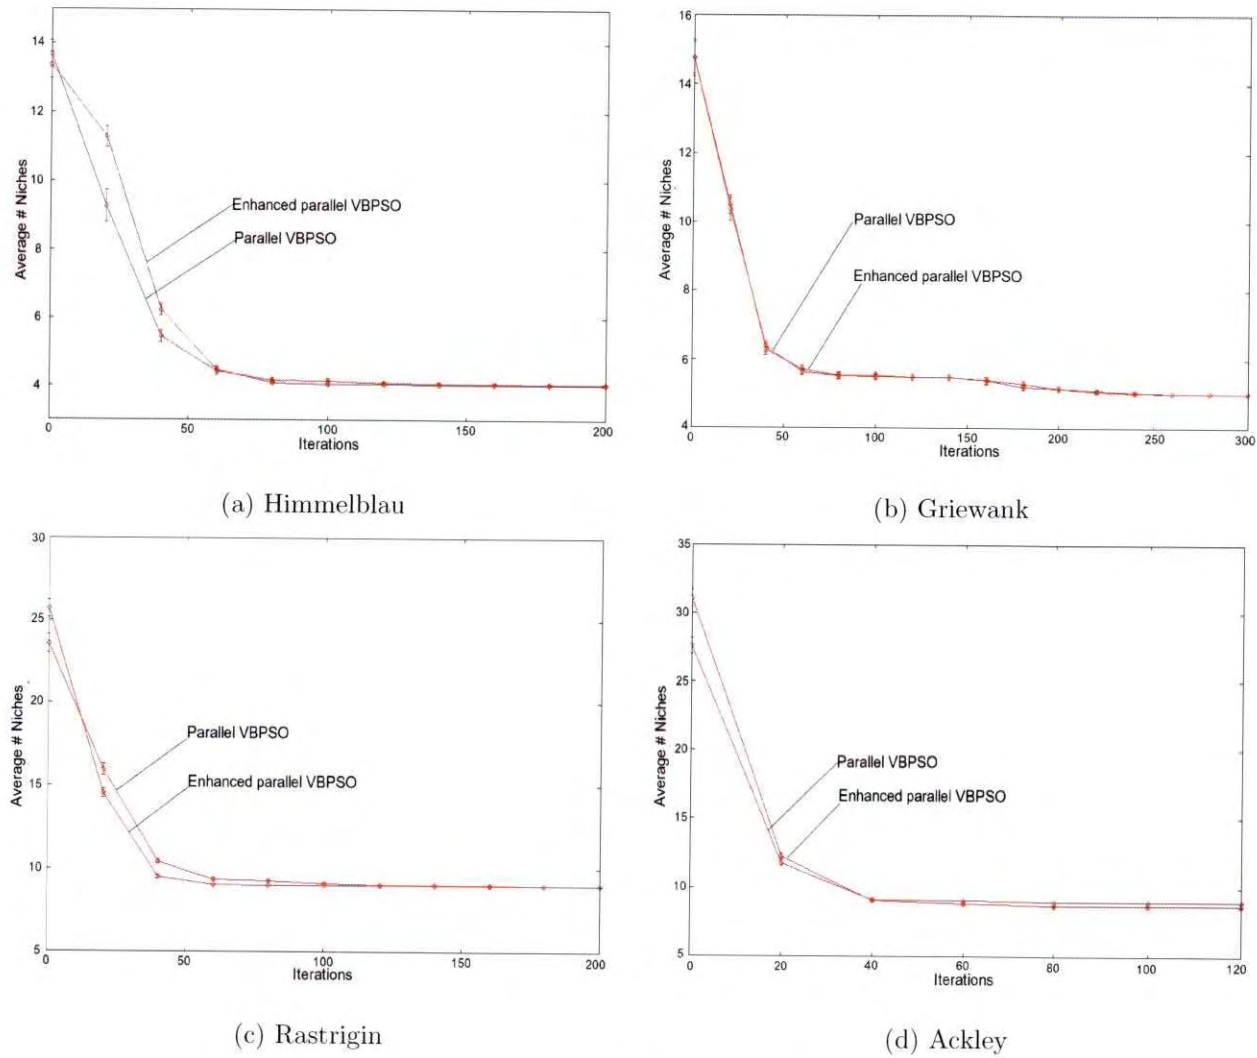 14
12
10
8
6
4
0
50
100
150
200
Average # Niches
Iterations
Enhanced parallel VBPSO
Parallel VBPSO
(a) Himmelblau
16
14
12
10
8
6
4
0
50
100
150
200
250
300
Average # Niches
Iterations
Parallel VBPSO
Enhanced parallel VBPSO
(b) Griewank
30
25
20
15
10
5
0
50
100
150
200
Average # Niches
Iterations
Parallel VBPSO
Enhanced parallel VBPSO
(c) Rastrigin
35
30
25
20
15
10
5
0
20
40
60
80
100
120
Average # Niches
Iterations
Parallel VBPSO
Enhanced parallel VBPSO
(d) Ackley